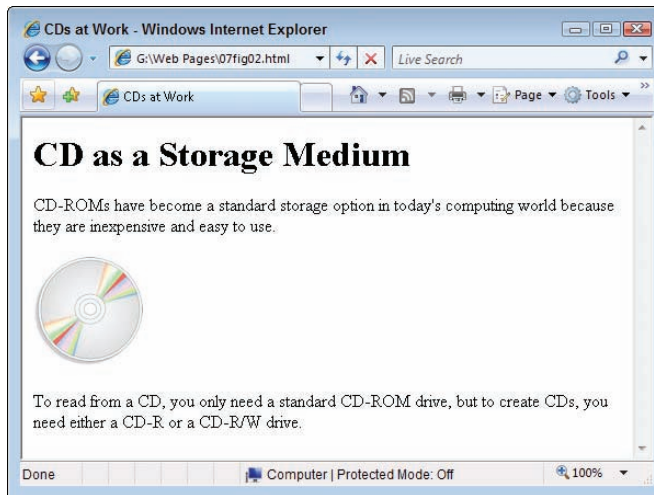 CDs at Work - Windows Internet Explorer
G:\Web Pages\07fig02.html
Live Search
CDs at Work
Page
Tools
CD as a Storage Medium
CD-ROMs have become a standard storage option in today's computing world because
they are inexpensive and easy to use.
To read from a CD, you only need a standard CD-ROM drive, but to create CDs, you
need either a CD-R or a CD-R/W drive.
Done
Computer | Protected Mode: Off
100%